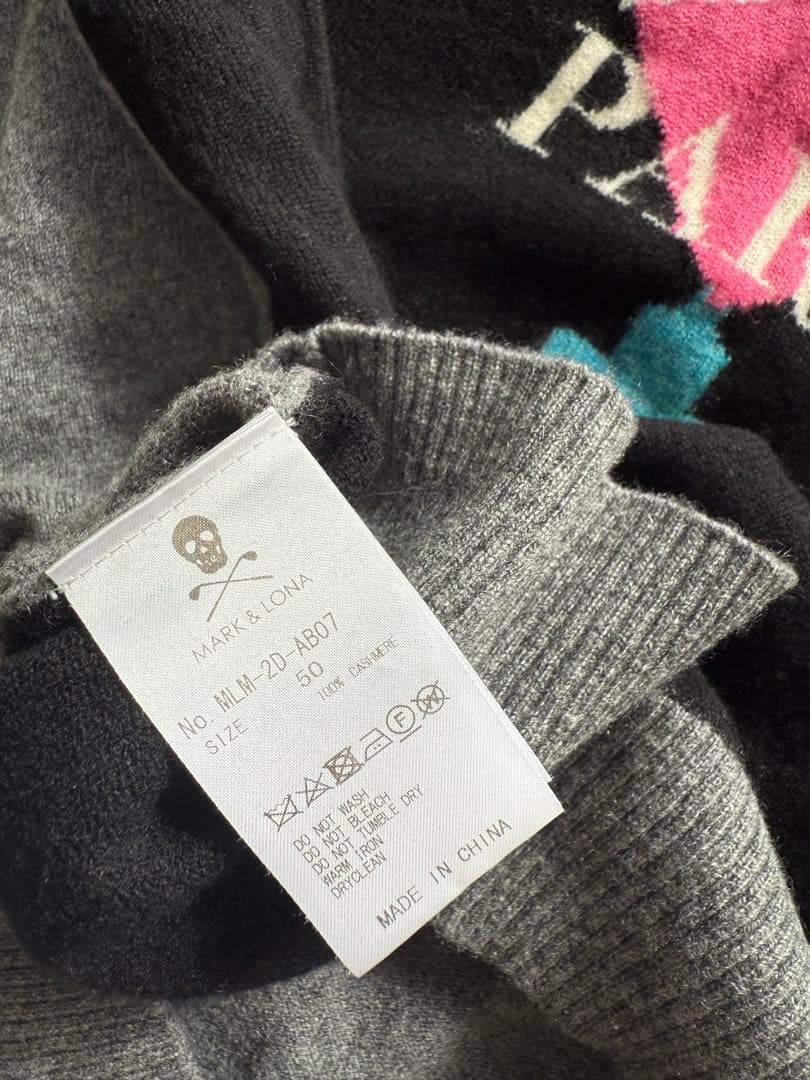 PA
MARK & LONA
No. MLM-2D-AB07
SIZE 50
100% CASHMERE
F W
DO NOT WASH
DO NOT BLEACH
DO NOT TUMBLE DRY
WARM IRON
DRYCLEAN
MADE IN CHINA